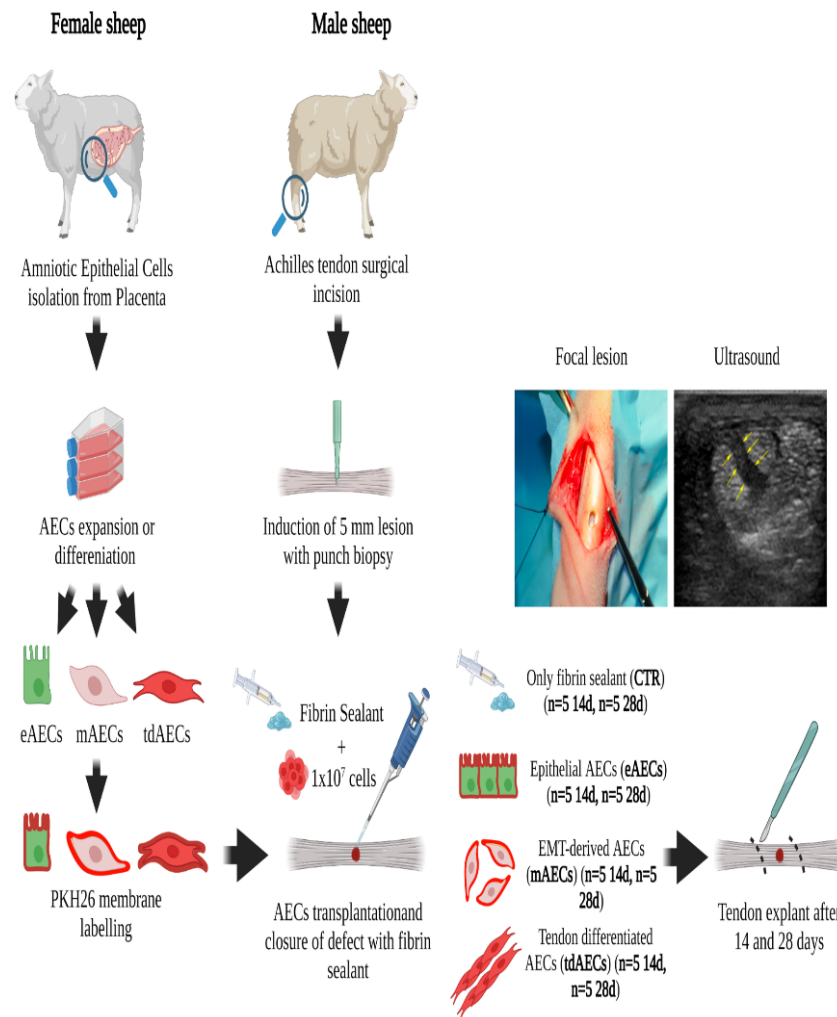 Female sheep
Male sheep
Amniotic Epithelial Cells
isolation from Placenta
Achilles tendon surgical
incision
Focal lesion
Ultrasound
AECs expansion or
differeniation
Induction of 5 mm lesion
with punch biopsy
eAECs
mAECs
tdAECs
Fibrin Sealant
+
1x10⁷ cells
PKH26 membrane
labelling
AECs transplantationand
closure of defect with fibrin
sealant
Only fibrin sealant (CTR)
(n=5 14d, n=5 28d)
Epithelial AECs (eAECs)
(n=5 14d, n=5 28d)
EMT-derived AECs
(mAECs) (n=5 14d, n=5
28d)
Tendon differentiated
AECs (tdAECs) (n=5 14d,
n=5 28d)
Tendon explant after
14 and 28 days